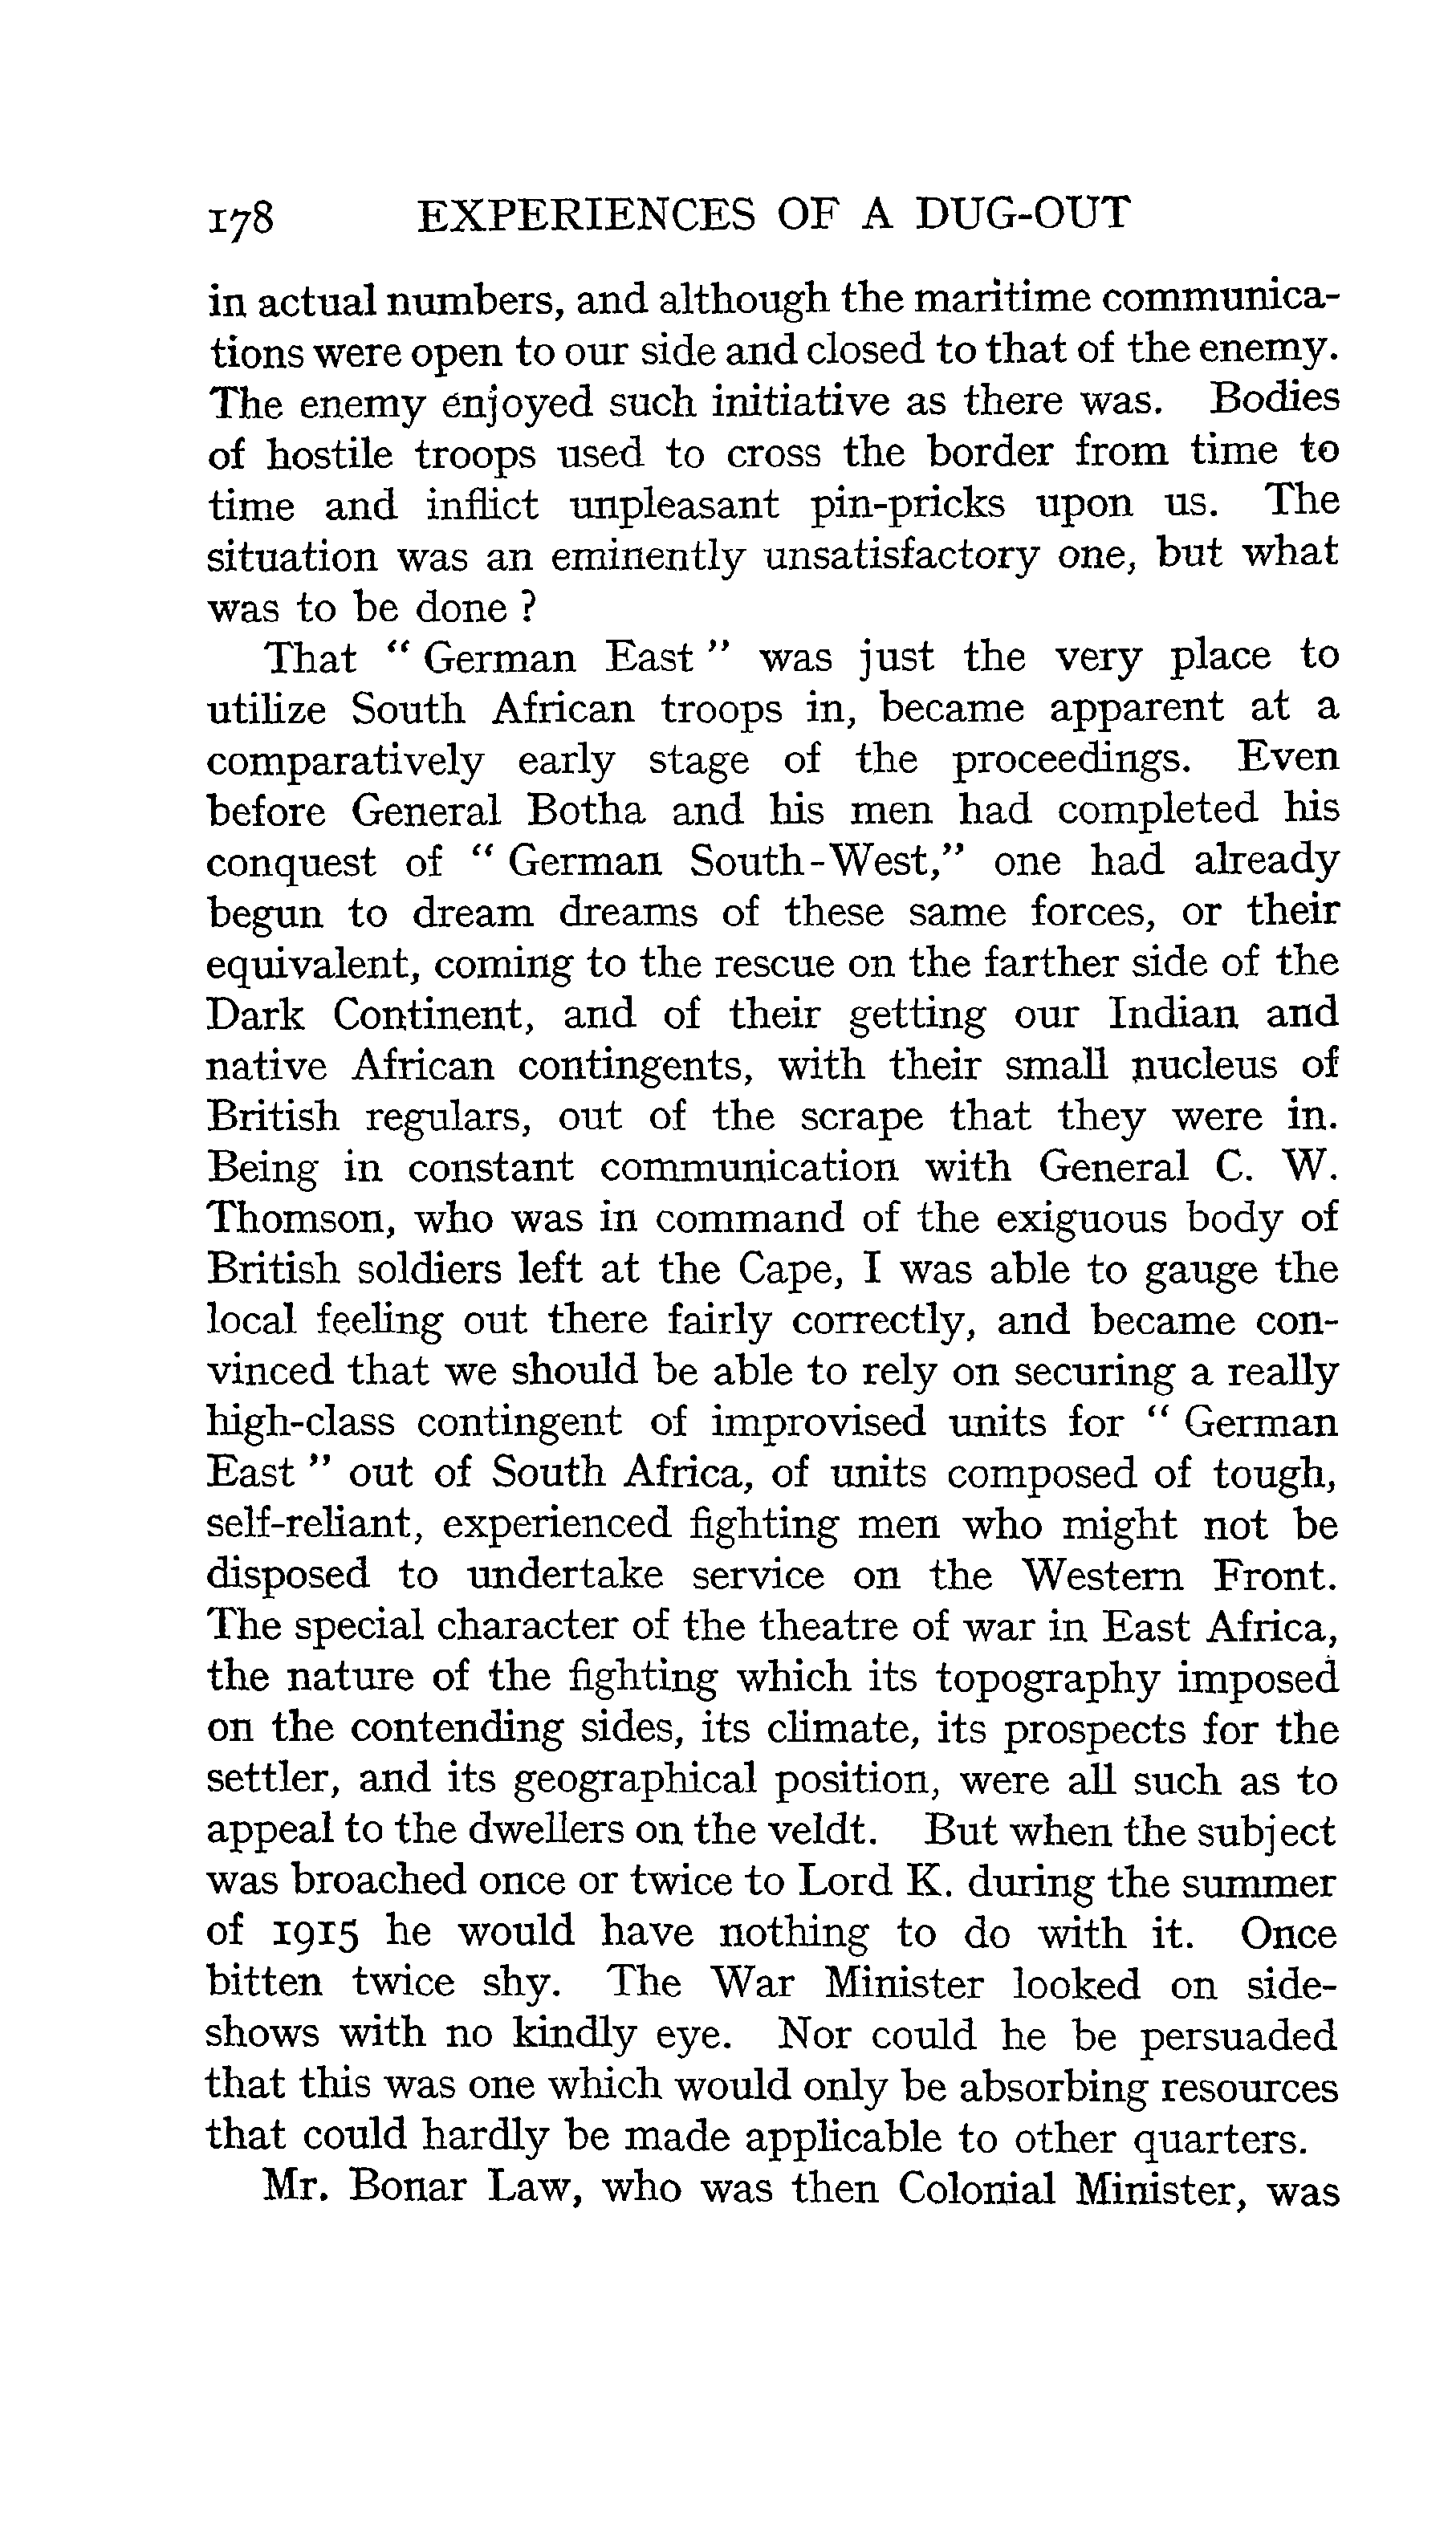 178 EXPERIENCES OF A DUG-OUT
in actual numbers, and although the maritime communica-
tions were open to our side and closed to that of the enemy.
The enemy enjoyed such initiative as there was. Bodies
of hostile troops used to cross the border from time to
time and inflict unpleasant pin-pricks upon us. The
situation was an eminently unsatisfactory one, but what
was to be done ?
That " German East " was just the very place to
utilize South African troops in, became apparent at a
comparatively early stage of the proceedings. Even
before General Botha and his men had completed his
conquest of " German South-West," one had already
begun to dream dreams of these same forces, or their
equivalent, coming to the rescue on the farther side of the
Dark Continent, and of their getting our Indian and
native African contingents, with their small nucleus of
British regulars, out of the scrape that they were in.
Being in constant communication with General C. W.
Thomson, who was in command of the exiguous body of
British soldiers left at the Cape, I was able to gauge the
local feeling out there fairly correctly, and became con-
vinced that we should be able to rely on securing a really
high-class contingent of improvised units for " German
East " out of South Africa, of units composed of tough,
self-reliant, experienced fighting men who might not be
disposed to undertake service on the Western Front.
The special character of the theatre of war in East Africa,
the nature of the fighting which its topography imposed
on the contending sides, its climate, its prospects for the
settler, and its geographical position, were all such as to
appeal to the dwellers on the veldt. But when the subject
was broached once or twice to Lord K. during the summer
of 1915 he would have nothing to do with it. Once
bitten twice shy. The War Minister looked on side-
shows with no kindly eye. Nor could he be persuaded
that this was one which would only be absorbing resources
that could hardly be made applicable to other quarters.
Mr. Bonar Law, who was then Colonial Minister, was